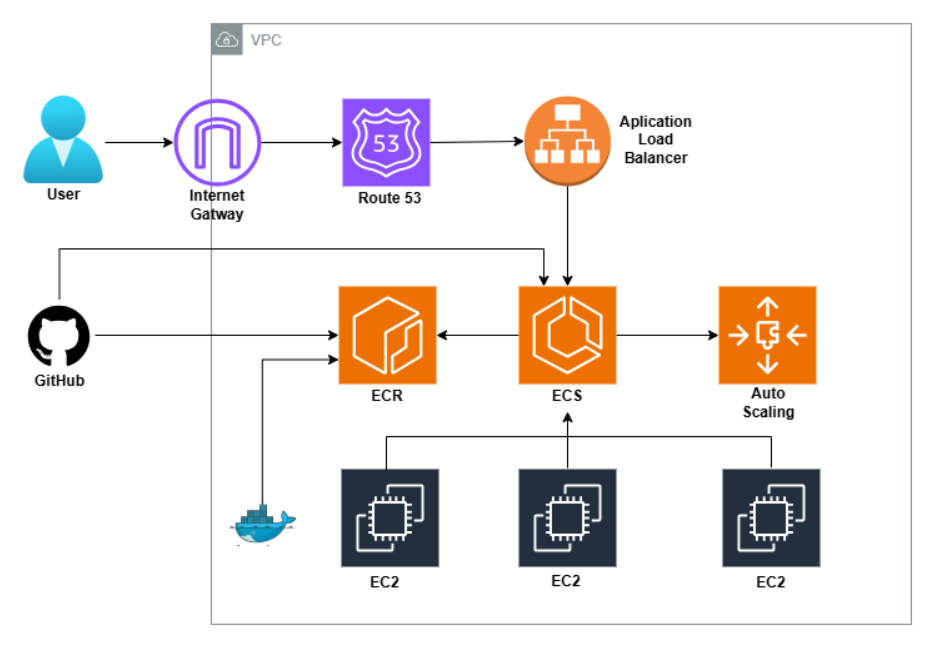 VPC
User
Internet
Gatway
53
Route 53
Aplication
Load
Balancer
GitHub
ECR
ECS
Auto
Scaling
EC2
EC2
EC2